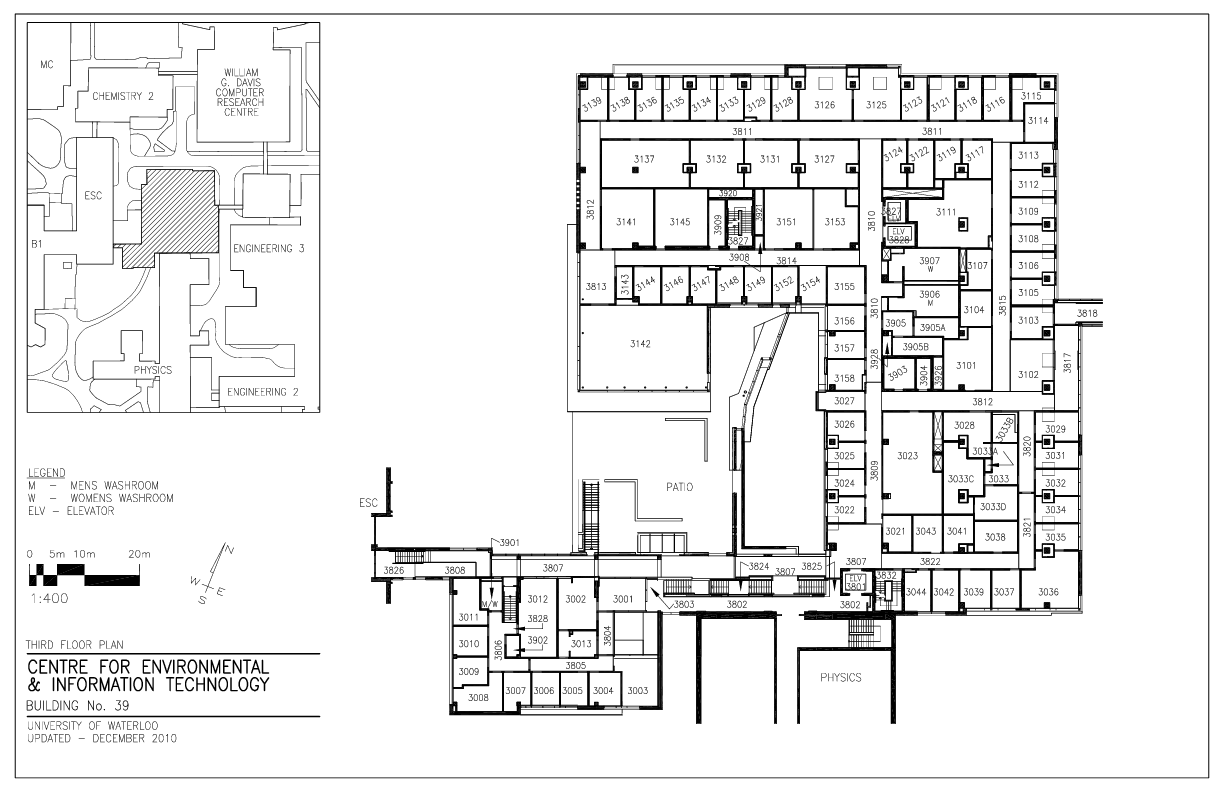 MC
CHEMISTRY 2
WILLIAM
G. DAVIS
COMPUTER
RESEARCH
CENTRE
ESC
B1
ENGINEERING 3
PHYSICS
ENGINEERING 2
LEGEND
M – MENS WASHROOM
W – WOMENS WASHROOM
ELV – ELEVATOR
0 5m 10m 20m
1:400
N
W
E
S
THIRD FLOOR PLAN
CENTRE FOR ENVIRONMENTAL
& INFORMATION TECHNOLOGY
BUILDING No. 39
UNIVERSITY OF WATERLOO
UPDATED – DECEMBER 2010
3139 3138 3136 3135 3134 3133 3129 3128 3126 3125 3123 3121 3118 3116 3115
3114
3811 3811
3137 3132 3131 3127 3124 3122 3119 3117 3113
3112
3920
3812 3141 3145 3909 3827 3921 3151 3153 3810 3827 3111 3109
ELV
3828 3108
3908 3814 3907
W
3107 3106
3813 3143 3144 3146 3147 3148 3149 3152 3154 3155 3906
M
3104 3815 3105
3810
3156 3905 3905A 3103 3818
3142 3157 3928 3905B
3158 3903 3904 3926 3101 3102 3817
3027 3812
3026 3028 3033B 3029
3025 3809 3023 3033A 3820 3031
3024 3033C 3033 3032
3022 3033D 3034
3021 3043 3041 3038 3821 3035
PATIO
ESC
3901
3826 3808 3807 3824 3807 3825 3807 3822
ELV
3801 3832
M/W 3012 3002 3001 3803 3802 3802 3044 3042 3039 3037 3036
3011 3828
3010 3806 3902 3013 3804
3009 3805
3008 3007 3006 3005 3004 3003
PHYSICS